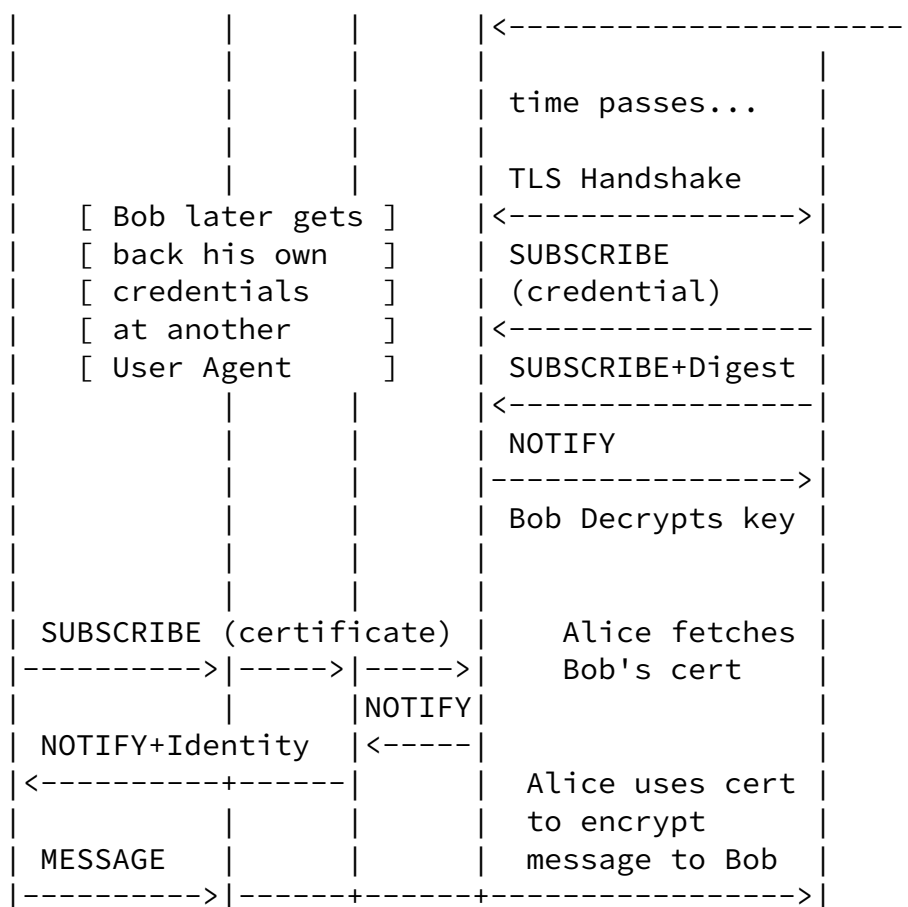 time passes...
TLS Handshake
[ Bob later gets ]
[ back his own ] SUBSCRIBE
[ credentials ] (credential)
[ at another ]
[ User Agent ] SUBSCRIBE+Digest
NOTIFY
Bob Decrypts key
SUBSCRIBE (certificate) Alice fetches
Bob's cert
NOTIFY
NOTIFY+Identity
Alice uses cert
to encrypt
MESSAGE message to Bob